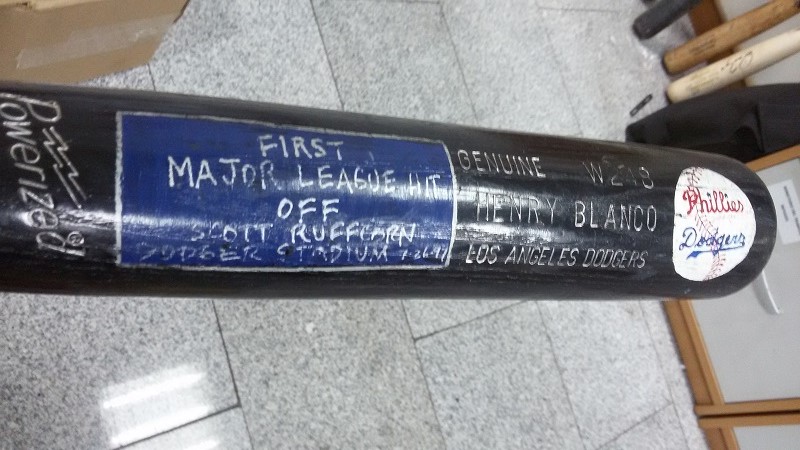 Powerized
FIRST
MAJOR LEAGUE HIT
OFF
SCOTT RUFFCORN
DODGER STADIUM
GENUINE
HENRY BLANCO
LOS ANGELES DODGERS
Phillies
Dodgers